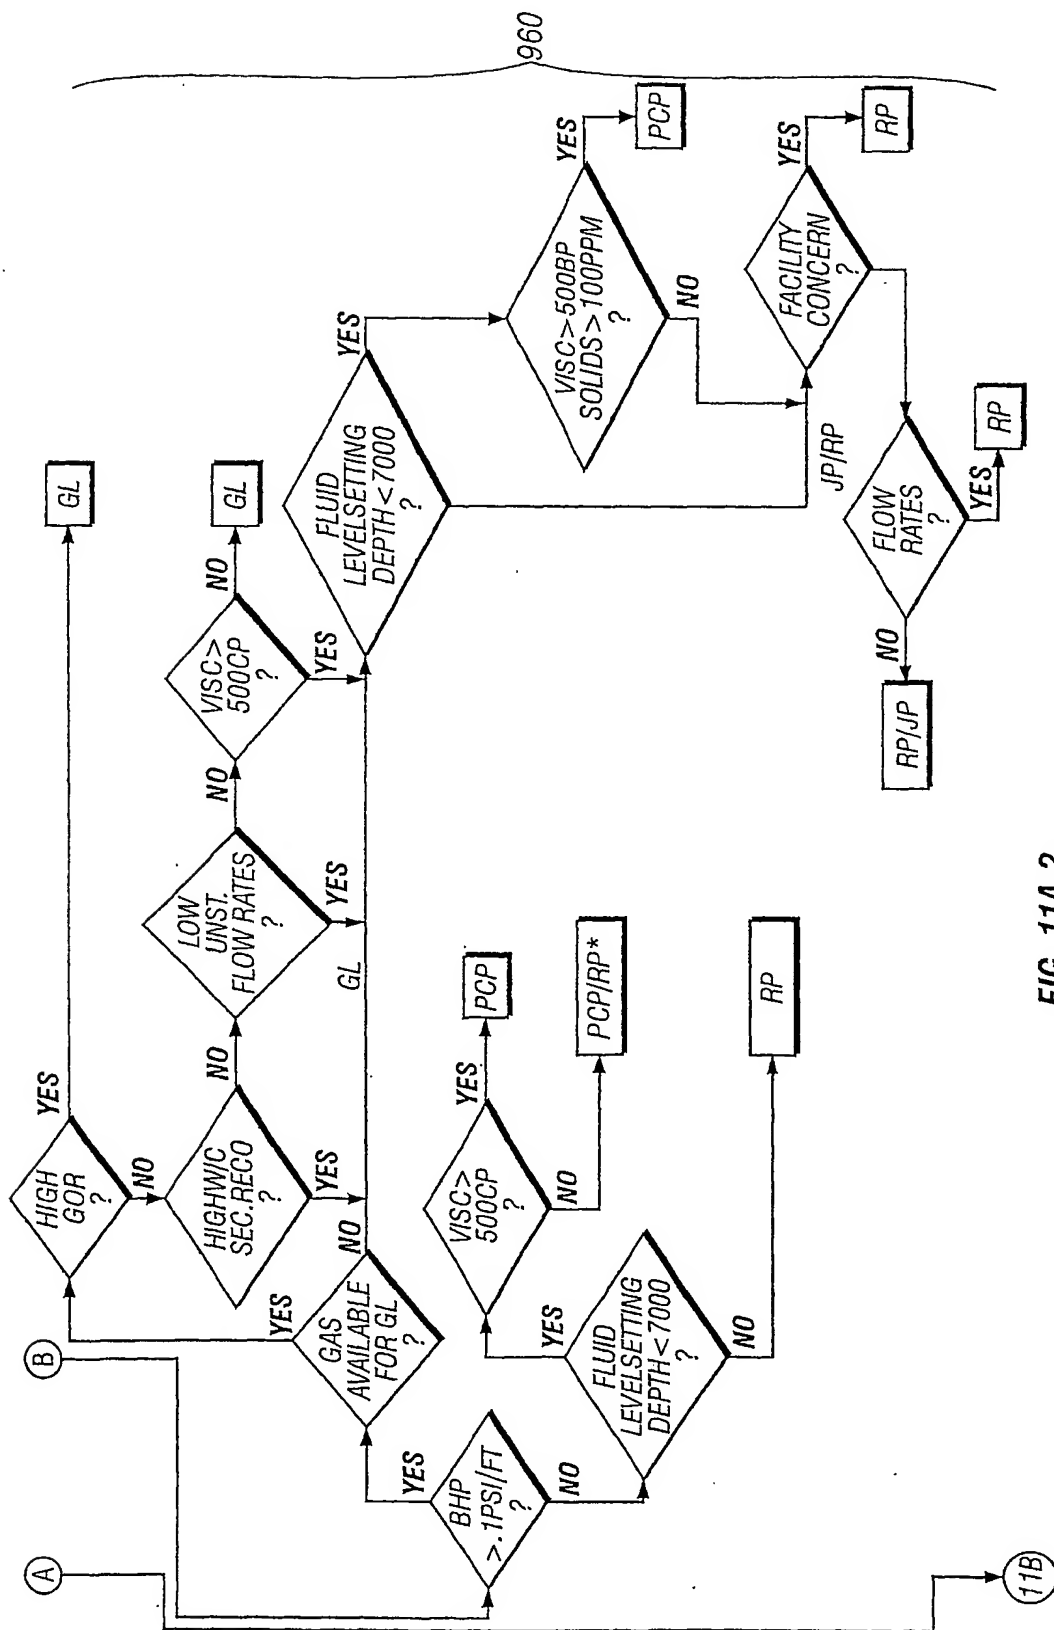 A
B
BHP
>.1PSI/FT
?
YES
NO
GAS
AVAILABLE
FOR GL
?
YES
NO
HIGH
GOR
?
YES
NO
GL
HIGHW/C
SEC.RECO
?
NO
YES
LOW
UNST.
FLOW RATES
?
NO
YES
GL
VISC>
500CP
?
NO
YES
GL
FLUID
LEVELSETTING
DEPTH<7000
?
YES
NO
VISC>
500CP
?
YES
NO
PCP
PCP/RP*
RP
FLUID
LEVELSETTING
DEPTH<7000
?
YES
VISC>500BP
SOLIDS>100PPM
?
YES
NO
PCP
JP/RP
FACILITY
CONCERN
?
YES
RP
FLOW
RATES
?
NO
YES
RP/JP
RP
960
11B
FIG. 11A-2